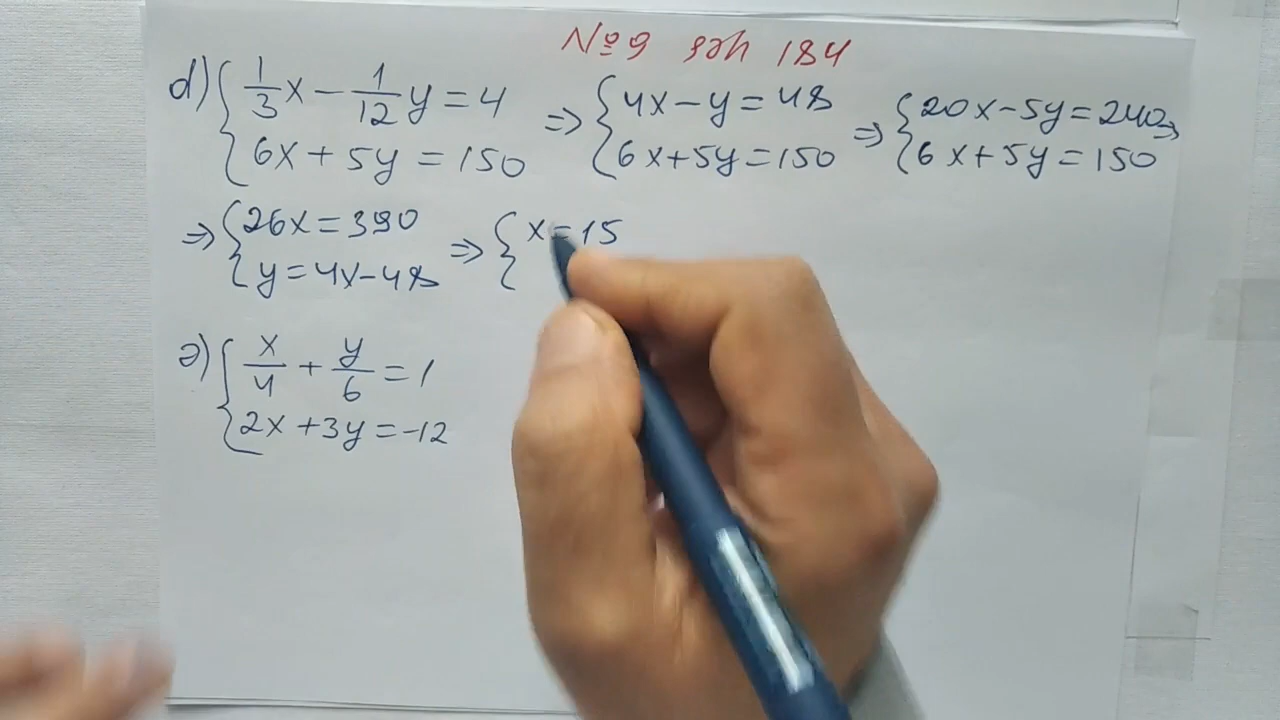 №9 səh 184
d) { 1/3 x − 1/12 y = 4 ⇒ { 4x − y = 48 ⇒ { 20x − 5y = 240 ⇒
6x + 5y = 150 6x + 5y = 150 6x + 5y = 150
⇒ { 26x = 390 ⇒ { x = 15
y = 4x − 48
ə) { x/4 + y/6 = 1
2x + 3y = −12